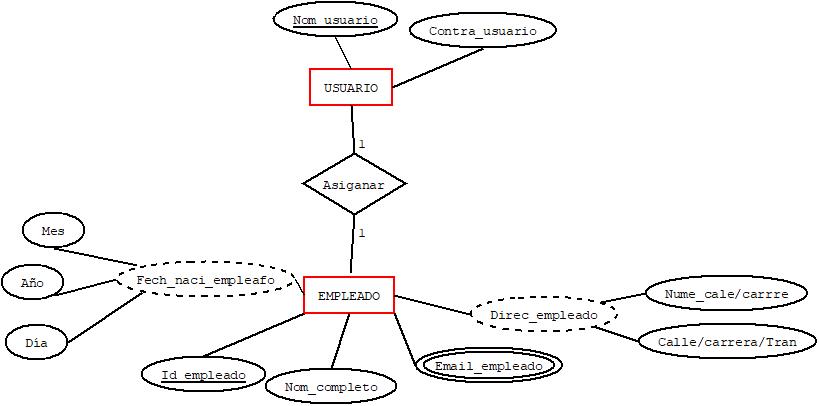 Nom_usuario
Contra_usuario
USUARIO
1
Asiganar
1
Mes
Año
Fech_naci_empleafo
Día
EMPLEADO
Direc_empleado
Nume_cale/carrre
Calle/carrera/Tran
Id_empleado
Nom_completo
Email_empleado